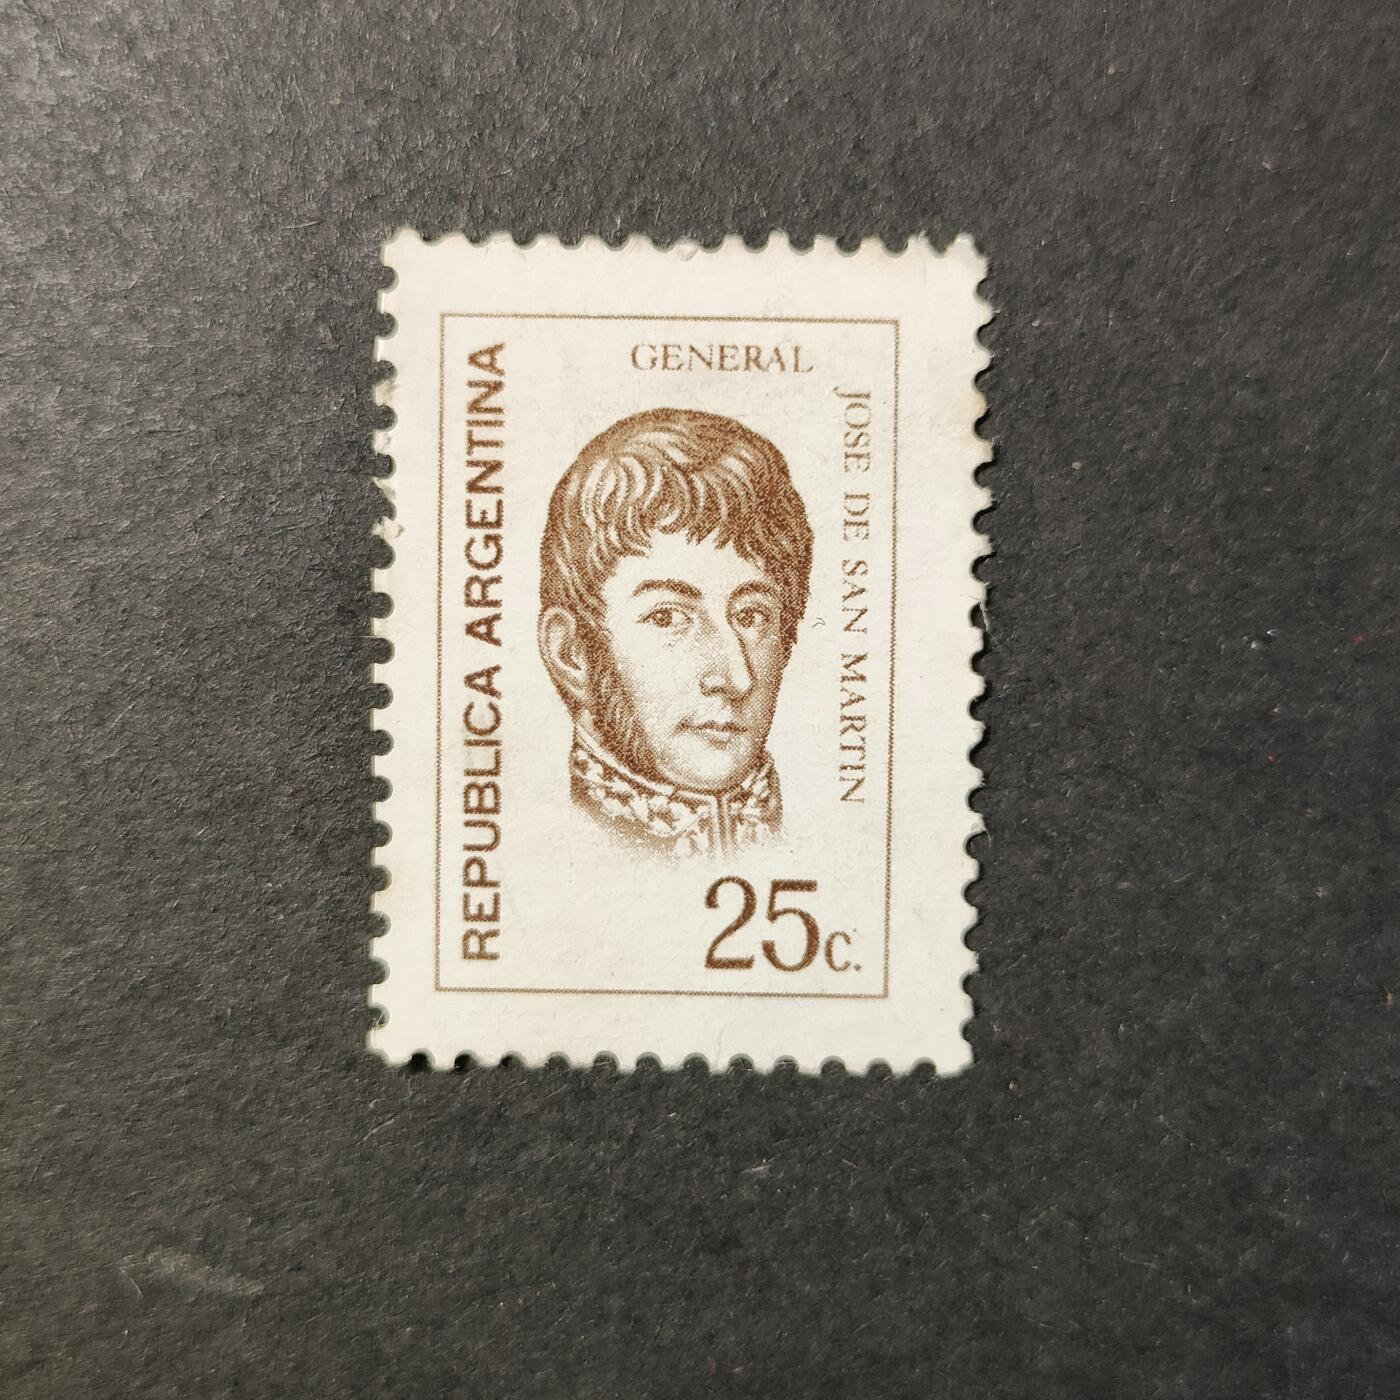 REPUBLICA ARGENTINA
GENERAL
JOSE DE SAN MARTIN
25c.